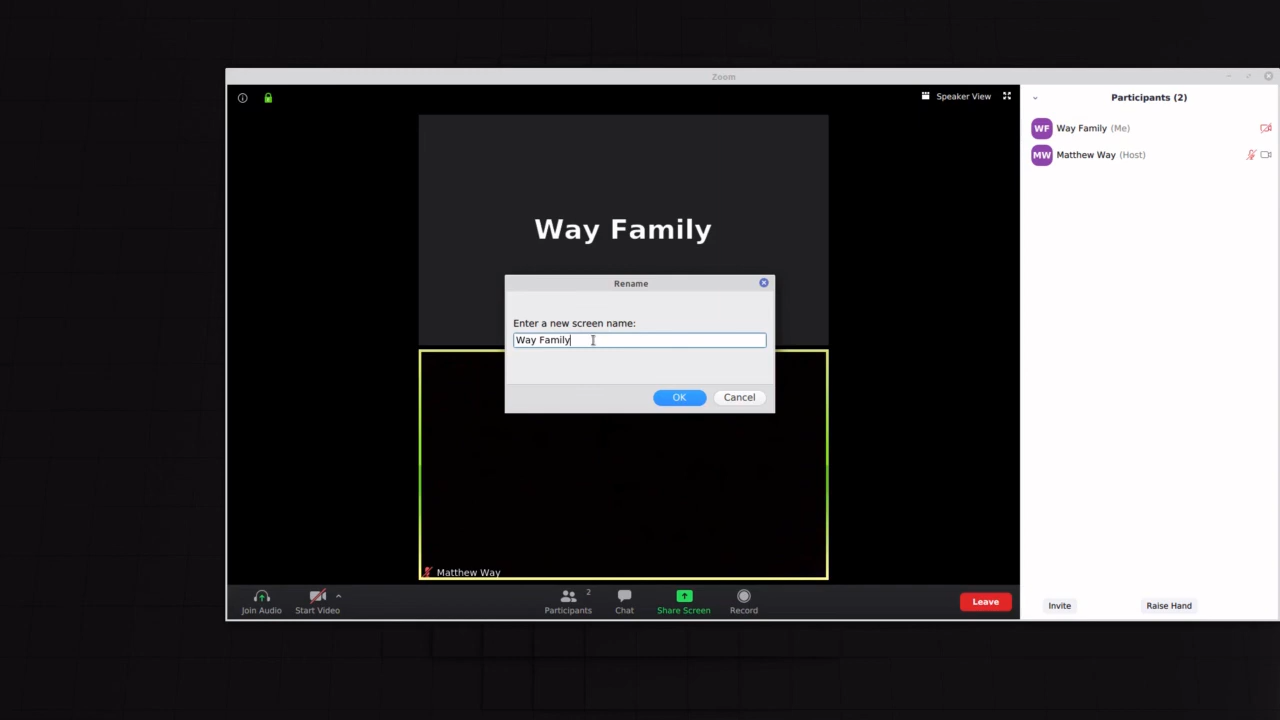 Zoom
Speaker View
Participants (2)
WF Way Family (Me)
MW Matthew Way (Host)
Way Family
Rename
Enter a new screen name:
Way Family
OK Cancel
Matthew Way
Join Audio Start Video Participants 2 Chat Share Screen Record Leave
Invite Raise Hand